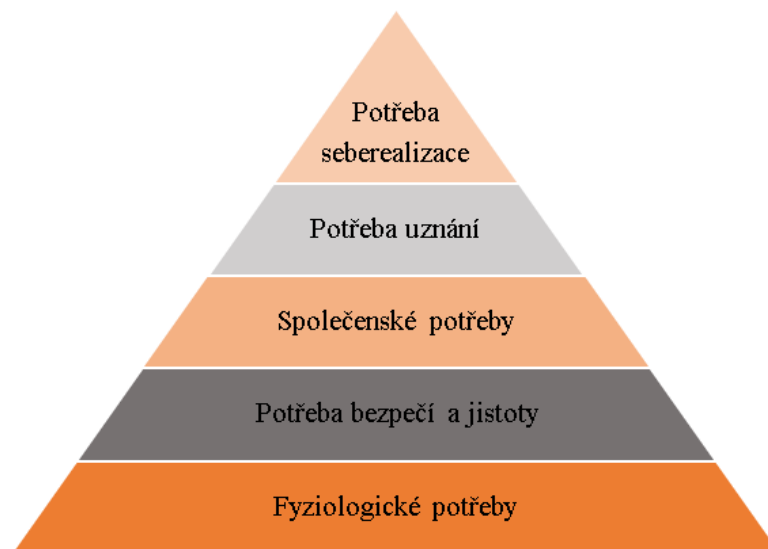 Potřeba
seberealizace
Potřeba uznání
Společenské potřeby
Potřeba bezpečí a jistoty
Fyziologické potřeby